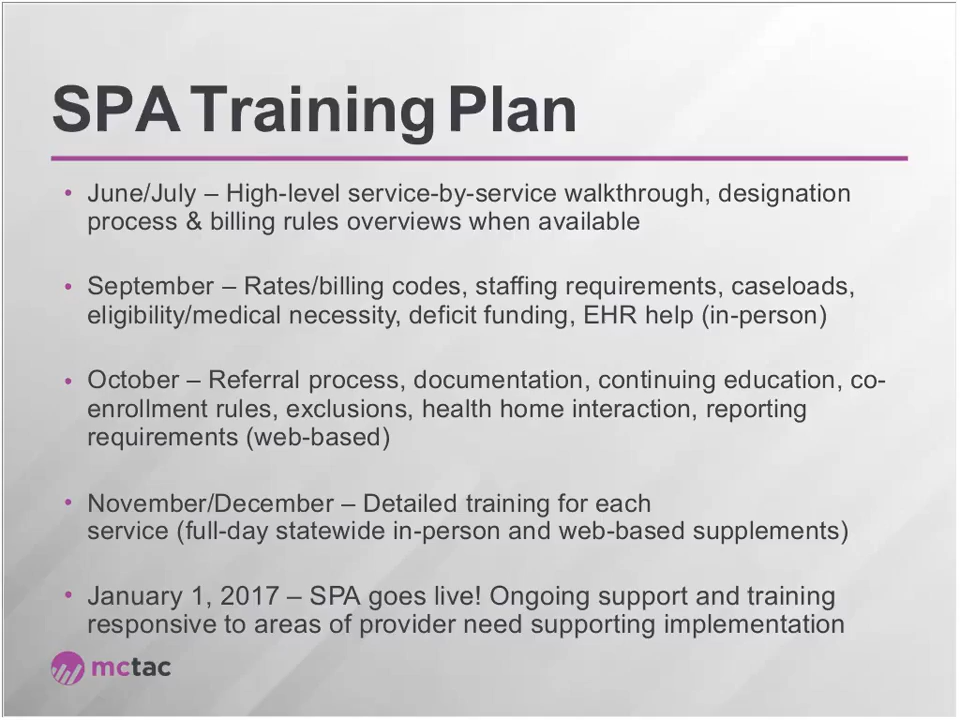 SPA Training Plan
• June/July – High-level service-by-service walkthrough, designation
process & billing rules overviews when available
• September – Rates/billing codes, staffing requirements, caseloads,
eligibility/medical necessity, deficit funding, EHR help (in-person)
• October – Referral process, documentation, continuing education, co-
enrollment rules, exclusions, health home interaction, reporting
requirements (web-based)
• November/December – Detailed training for each
service (full-day statewide in-person and web-based supplements)
• January 1, 2017 – SPA goes live! Ongoing support and training
responsive to areas of provider need supporting implementation
mctac